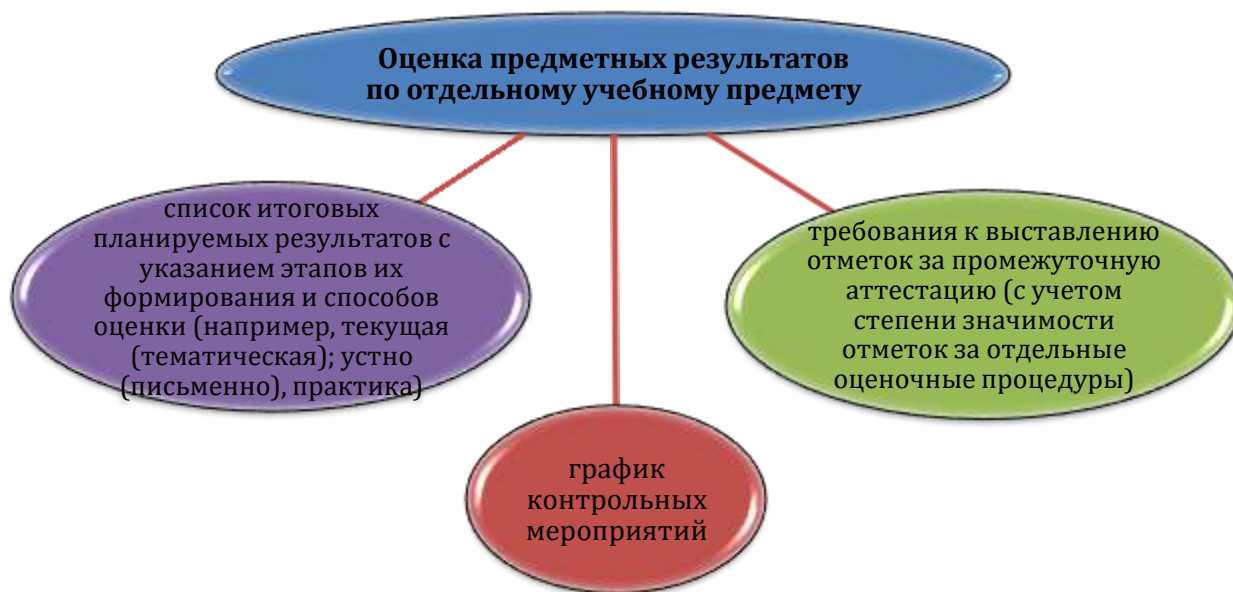 Оценка предметных результатов
по отдельному учебному предмету
список итоговых
планируемых результатов с
указанием этапов их
формирования и способов
оценки (например, текущая
(тематическая); устно
(письменно), практика)
требования к выставлению
отметок за промежуточную
аттестацию (с учетом
степени значимости
отметок за отдельные
оценочные процедуры)
график
контрольных
мероприятий